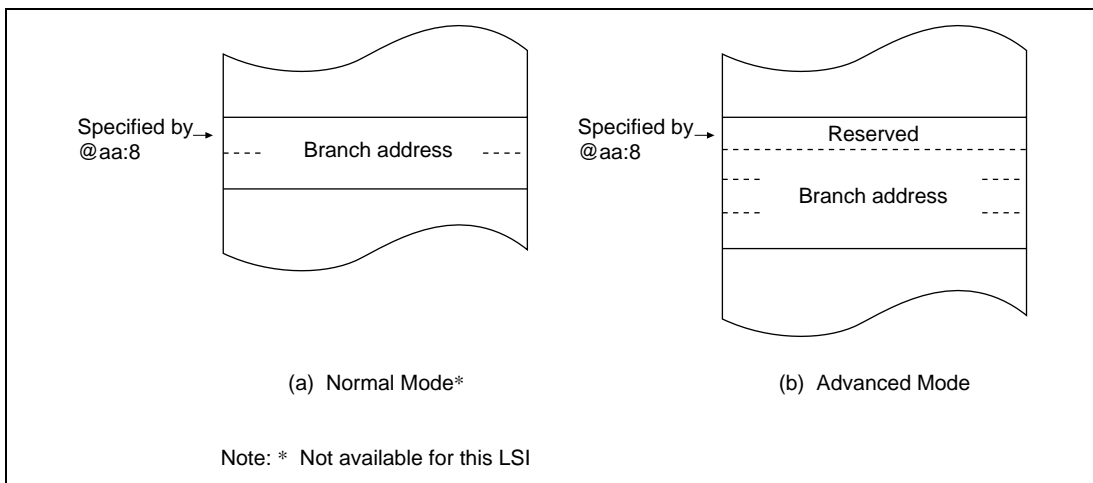 Specified by
@aa:8
Branch address
(a) Normal Mode*
Specified by
@aa:8
Reserved
Branch address
(b) Advanced Mode
Note: * Not available for this LSI